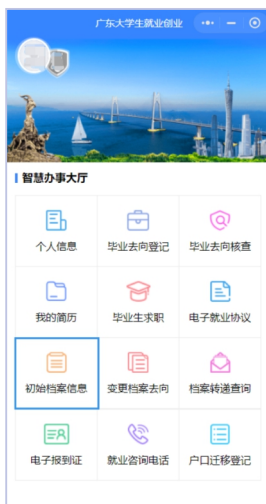 广东大学生就业创业
智慧办事大厅
个人信息 毕业去向登记 毕业去向核查
我的简历 毕业生求职 电子就业协议
初始档案信息 变更档案去向 档案转递查询
电子报到证 就业咨询电话 户口迁移登记